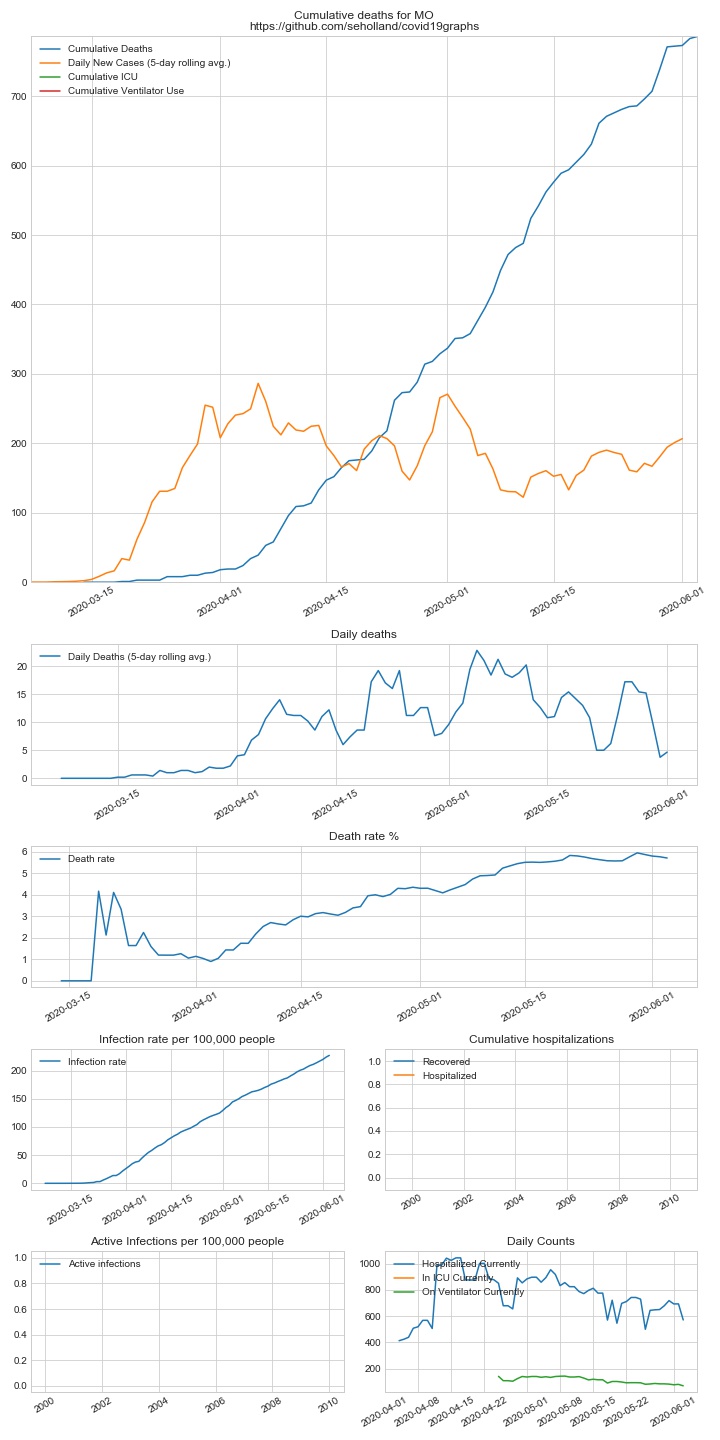 Cumulative deaths for MO
https://github.com/seholland/covid19graphs
Cumulative Deaths
Daily New Cases (5-day rolling avg.)
Cumulative ICU
Cumulative Ventilator Use
700
600
500
400
300
200
100
0
2020-03-15 2020-04-01 2020-04-15 2020-05-01 2020-05-15 2020-06-01
Daily deaths
Daily Deaths (5-day rolling avg.)
20
15
10
5
0
2020-03-15 2020-04-01 2020-04-15 2020-05-01 2020-05-15 2020-06-01
Death rate %
Death rate
6
5
4
3
2
1
0
2020-03-15 2020-04-01 2020-04-15 2020-05-01 2020-05-15 2020-06-01
Infection rate per 100,000 people
Infection rate
200
150
100
50
0
2020-03-15 2020-04-01 2020-04-15 2020-05-01 2020-05-15 2020-06-01
Cumulative hospitalizations
Recovered
Hospitalized
1.0
0.8
0.6
0.4
0.2
0.0
2000 2002 2004 2006 2008 2010
Active Infections per 100,000 people
Active infections
1.0
0.8
0.6
0.4
0.2
0.0
2000 2002 2004 2006 2008 2010
Daily Counts
Hospitalized Currently
In ICU Currently
On Ventilator Currently
1000
800
600
400
200
2020-04-01 2020-04-08 2020-04-15 2020-04-22 2020-05-01 2020-05-08 2020-05-15 2020-05-22 2020-06-01